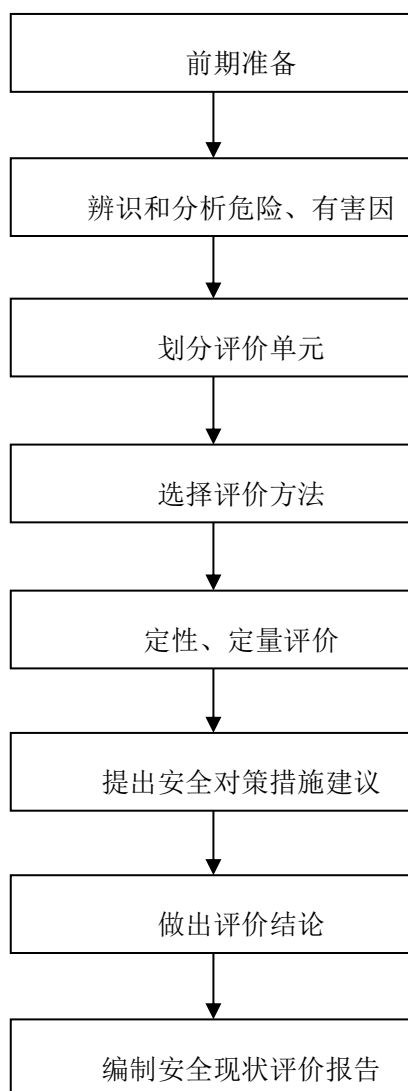 前期准备
辨识和分析危险、有害因
划分评价单元
选择评价方法
定性、定量评价
提出安全对策措施建议
做出评价结论
编制安全现状评价报告